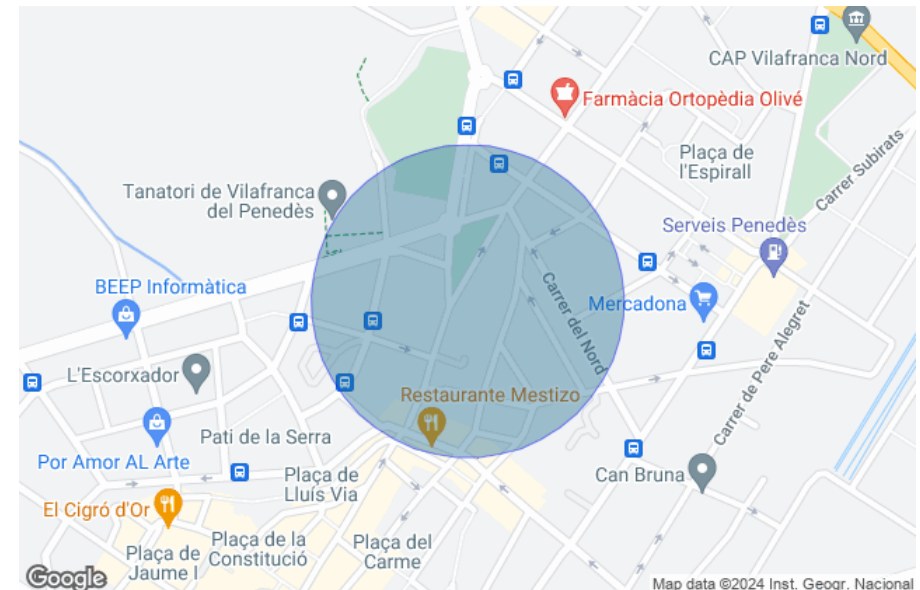 CAP Vilafranca Nord
Farmàcia Ortopèdia Olivé
Plaça de
l'Espirall
Carrer Subirats
Tanatori de Vilafranca
del Penedès
Serveis Penedès
BEEP Informàtica
Mercadona
Carrer del Nord
Carrer de Pere Alegret
L'Escorxador
Restaurante Mestizo
Pati de la Serra
Por Amor AL Arte
Plaça de
Lluís Via
Can Bruna
El Cigró d'Or
Plaça de
Jaume I
Plaça de la
Constitució
Plaça del
Carme
Google
Map data ©2024 Inst. Geogr. Nacional